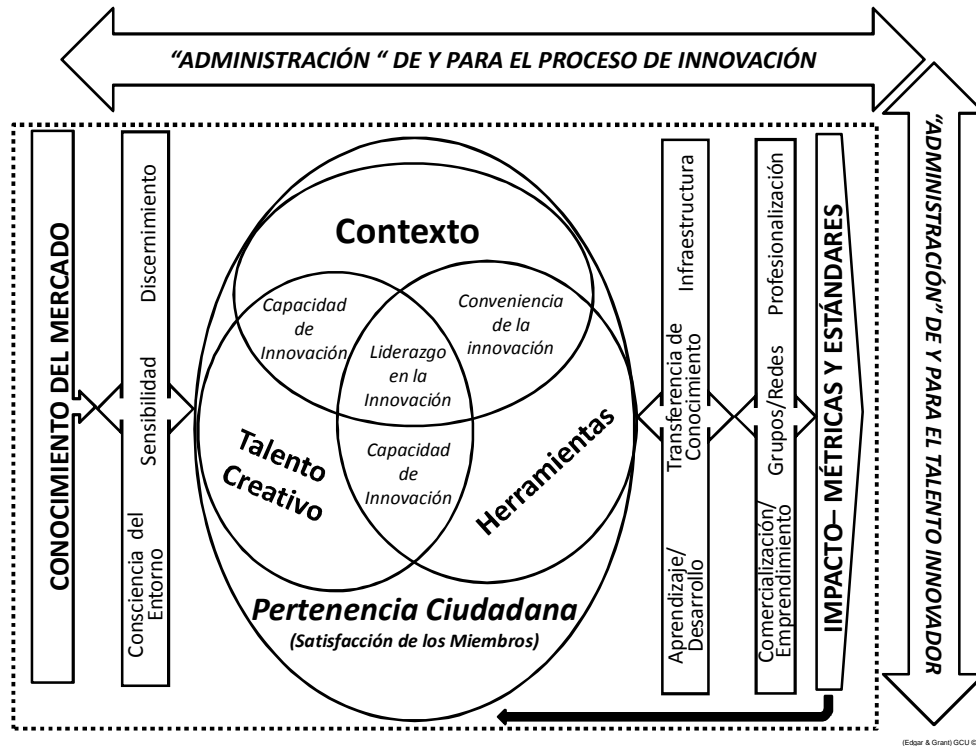 “ADMINISTRACIÓN “ DE Y PARA EL PROCESO DE INNOVACIÓN
“ADMINISTRACIÓN” DE Y PARA EL TALENTO INNOVADOR
CONOCIMIENTO DEL MERCADO
Discernimiento
Sensibilidad
Consciencia del
Entorno
Contexto
Capacidad
de
Innovación
Conveniencia
de la
innovación
Liderazgo
en la
Innovación
Talento
Creativo
Capacidad
de
Innovación
Herramientas
Pertenencia Ciudadana
(Satisfacción de los Miembros)
Infraestructura
Transferencia de
Conocimiento
Aprendizaje/
Desarrollo
Profesionalización
Grupos/Redes
Comercialización/
Emprendimiento
IMPACTO– MÉTRICAS Y ESTÁNDARES
(Edgar & Grant) GCU ©